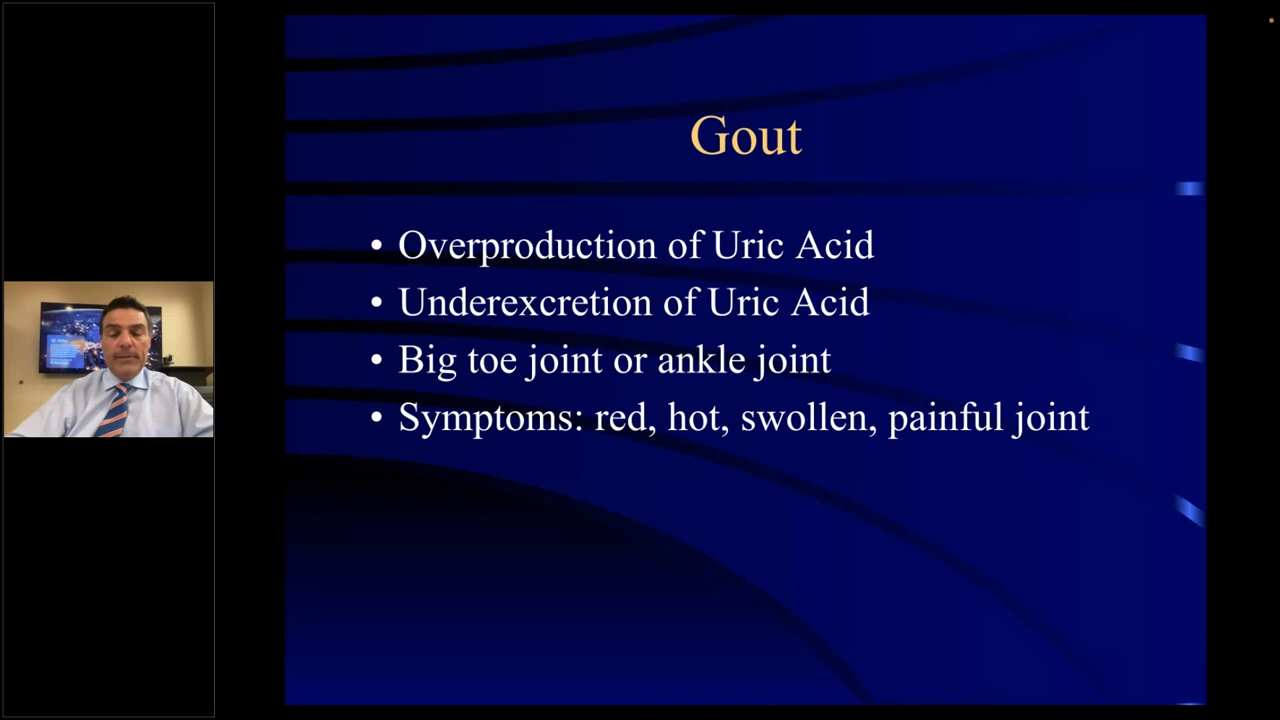 Gout
• Overproduction of Uric Acid
• Underexcretion of Uric Acid
• Big toe joint or ankle joint
• Symptoms: red, hot, swollen, painful joint